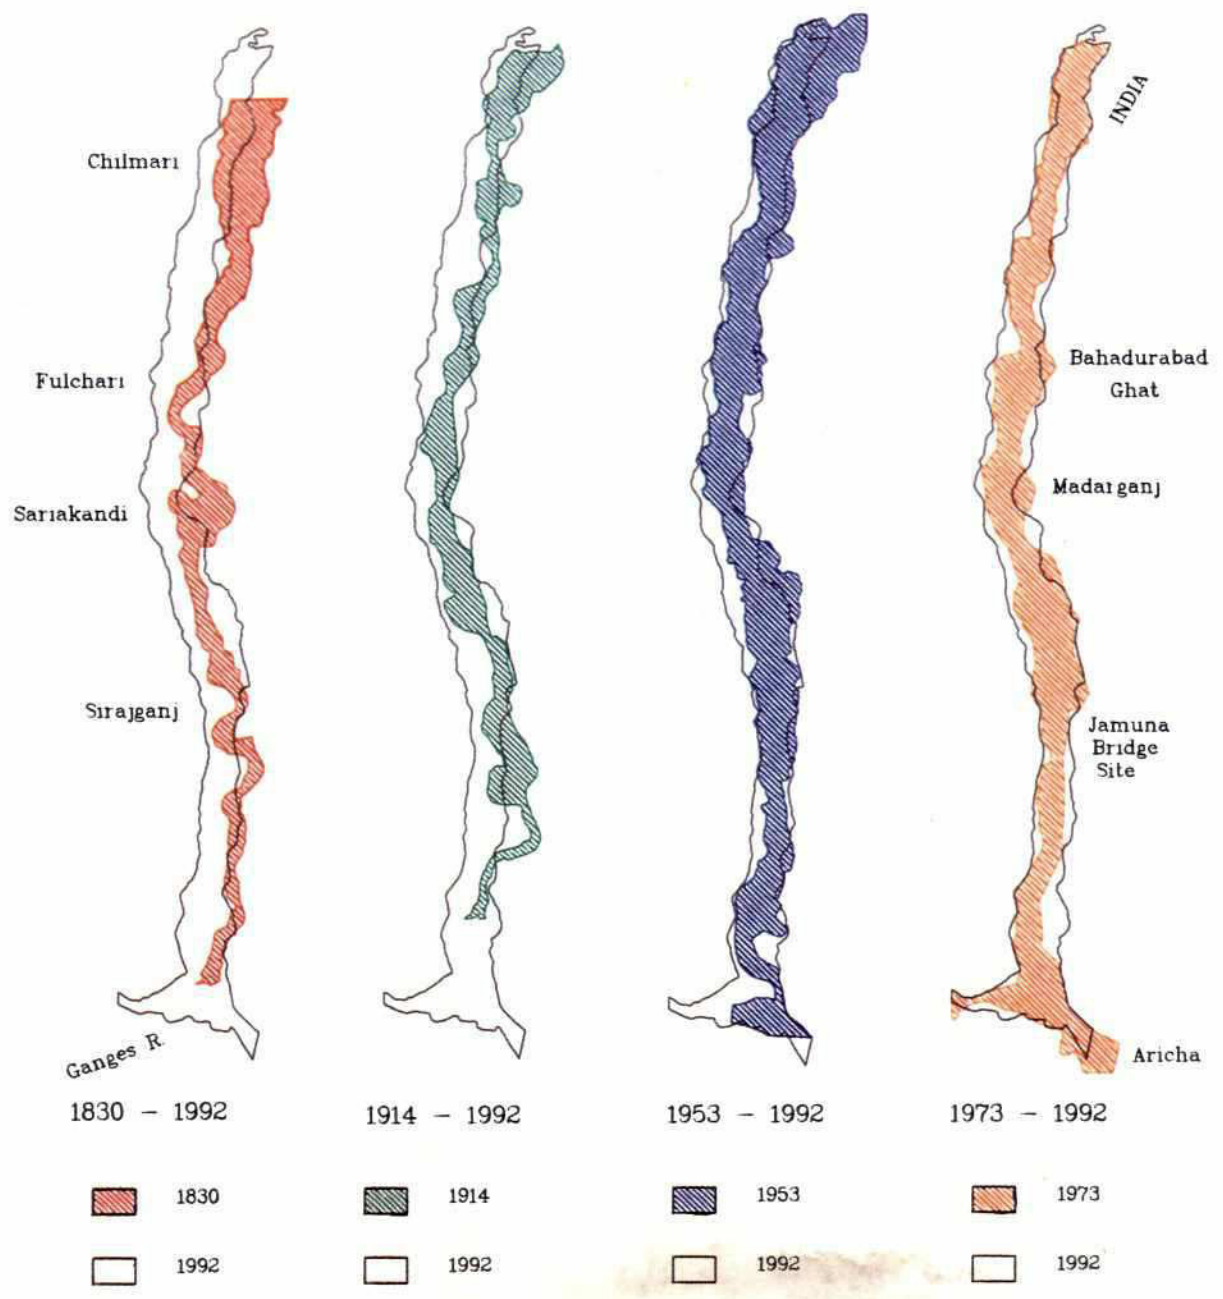 INDIA
Chilmari
Bahadurabad
Ghat
Fulchari
Madarganj
Sariakandi
Sirajganj
Jamuna
Bridge
Site
Ganges R.
Aricha
1830 – 1992
1914 – 1992
1953 – 1992
1973 – 1992
1830
1914
1953
1973
1992
1992
1992
1992